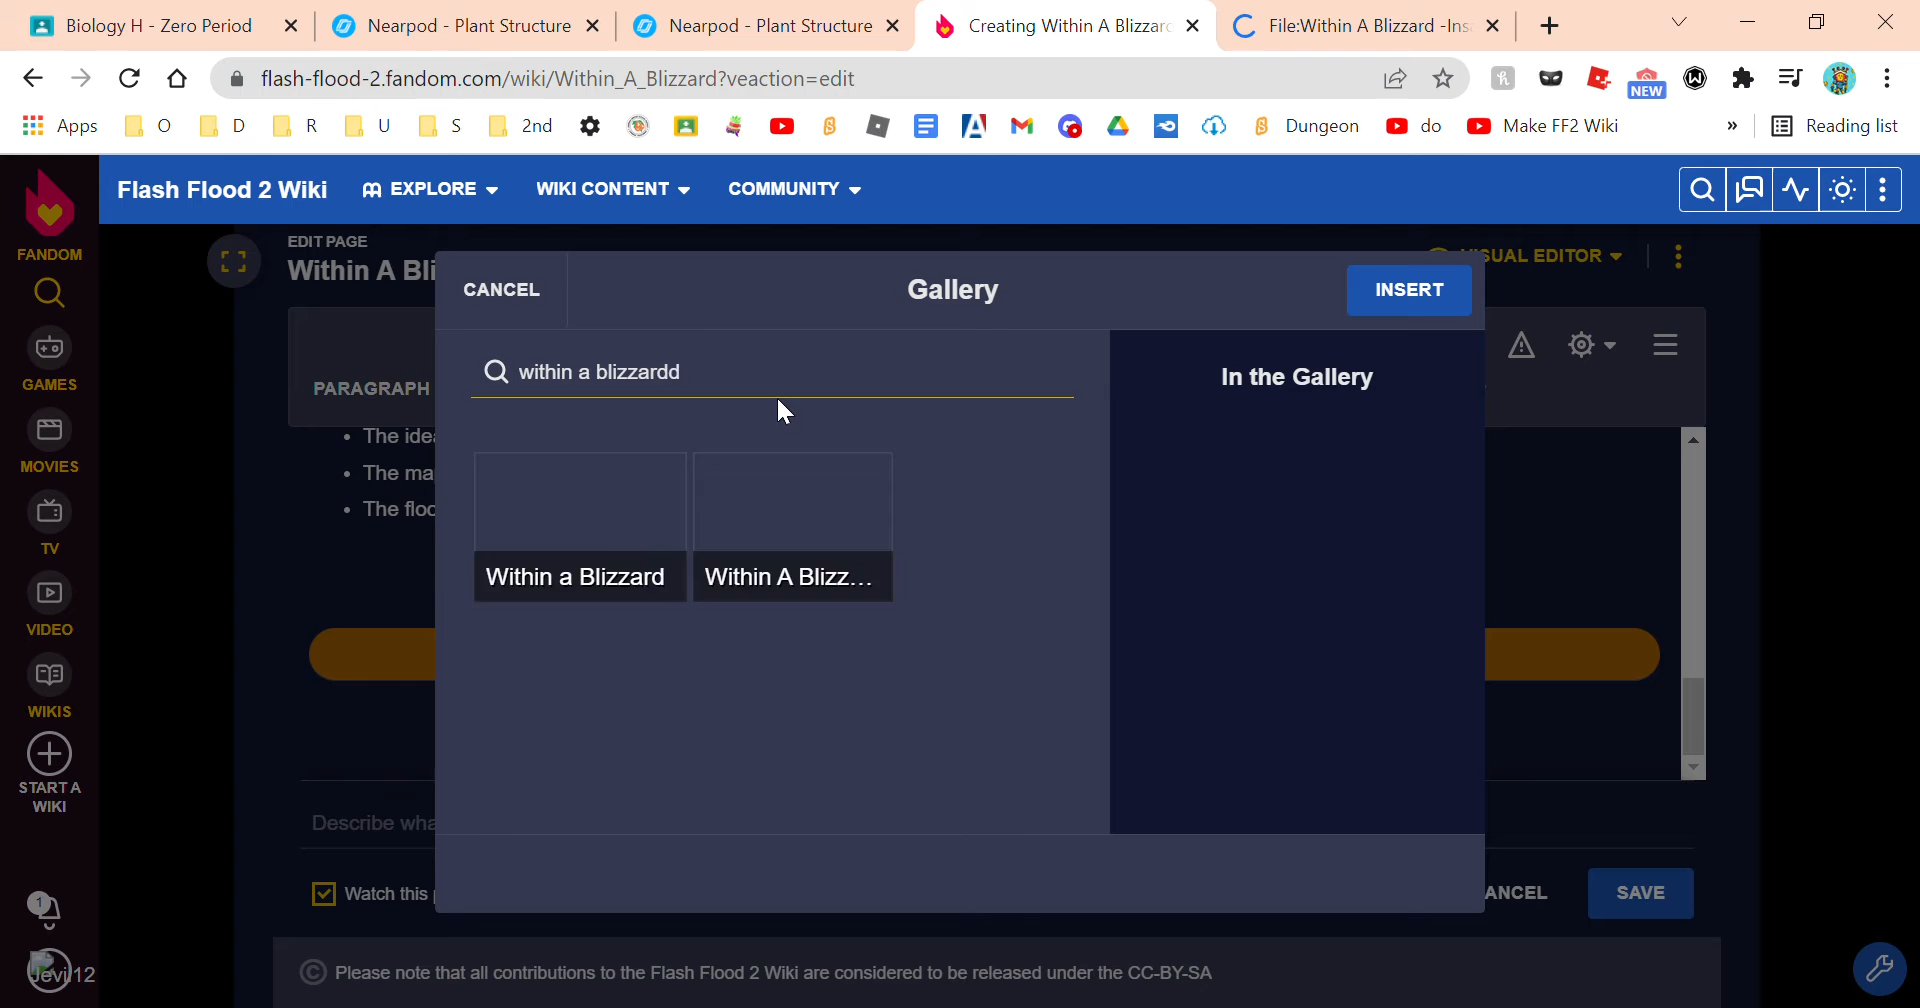 Biology H - Zero Period
Nearpod - Plant Structure
Nearpod - Plant Structure
Creating Within A Blizzard
File:Within A Blizzard -Ins
flash-flood-2.fandom.com/wiki/Within_A_Blizzard?veaction=edit
NEW
Apps
O
D
R
U
S
2nd
Dungeon
do
Make FF2 Wiki
»
Reading list
Flash Flood 2 Wiki
EXPLORE
WIKI CONTENT
COMMUNITY
FANDOM
GAMES
MOVIES
TV
VIDEO
WIKIS
START A
WIKI
1
Jevi12
EDIT PAGE
Within A Bli
SUAL EDITOR
PARAGRAPH
• The idea
• The ma
• The floo
CANCEL
Gallery
INSERT
within a blizzardd
In the Gallery
Within a Blizzard
Within A Blizz...
Describe wha
Watch this p
ANCEL
SAVE
© Please note that all contributions to the Flash Flood 2 Wiki are considered to be released under the CC-BY-SA